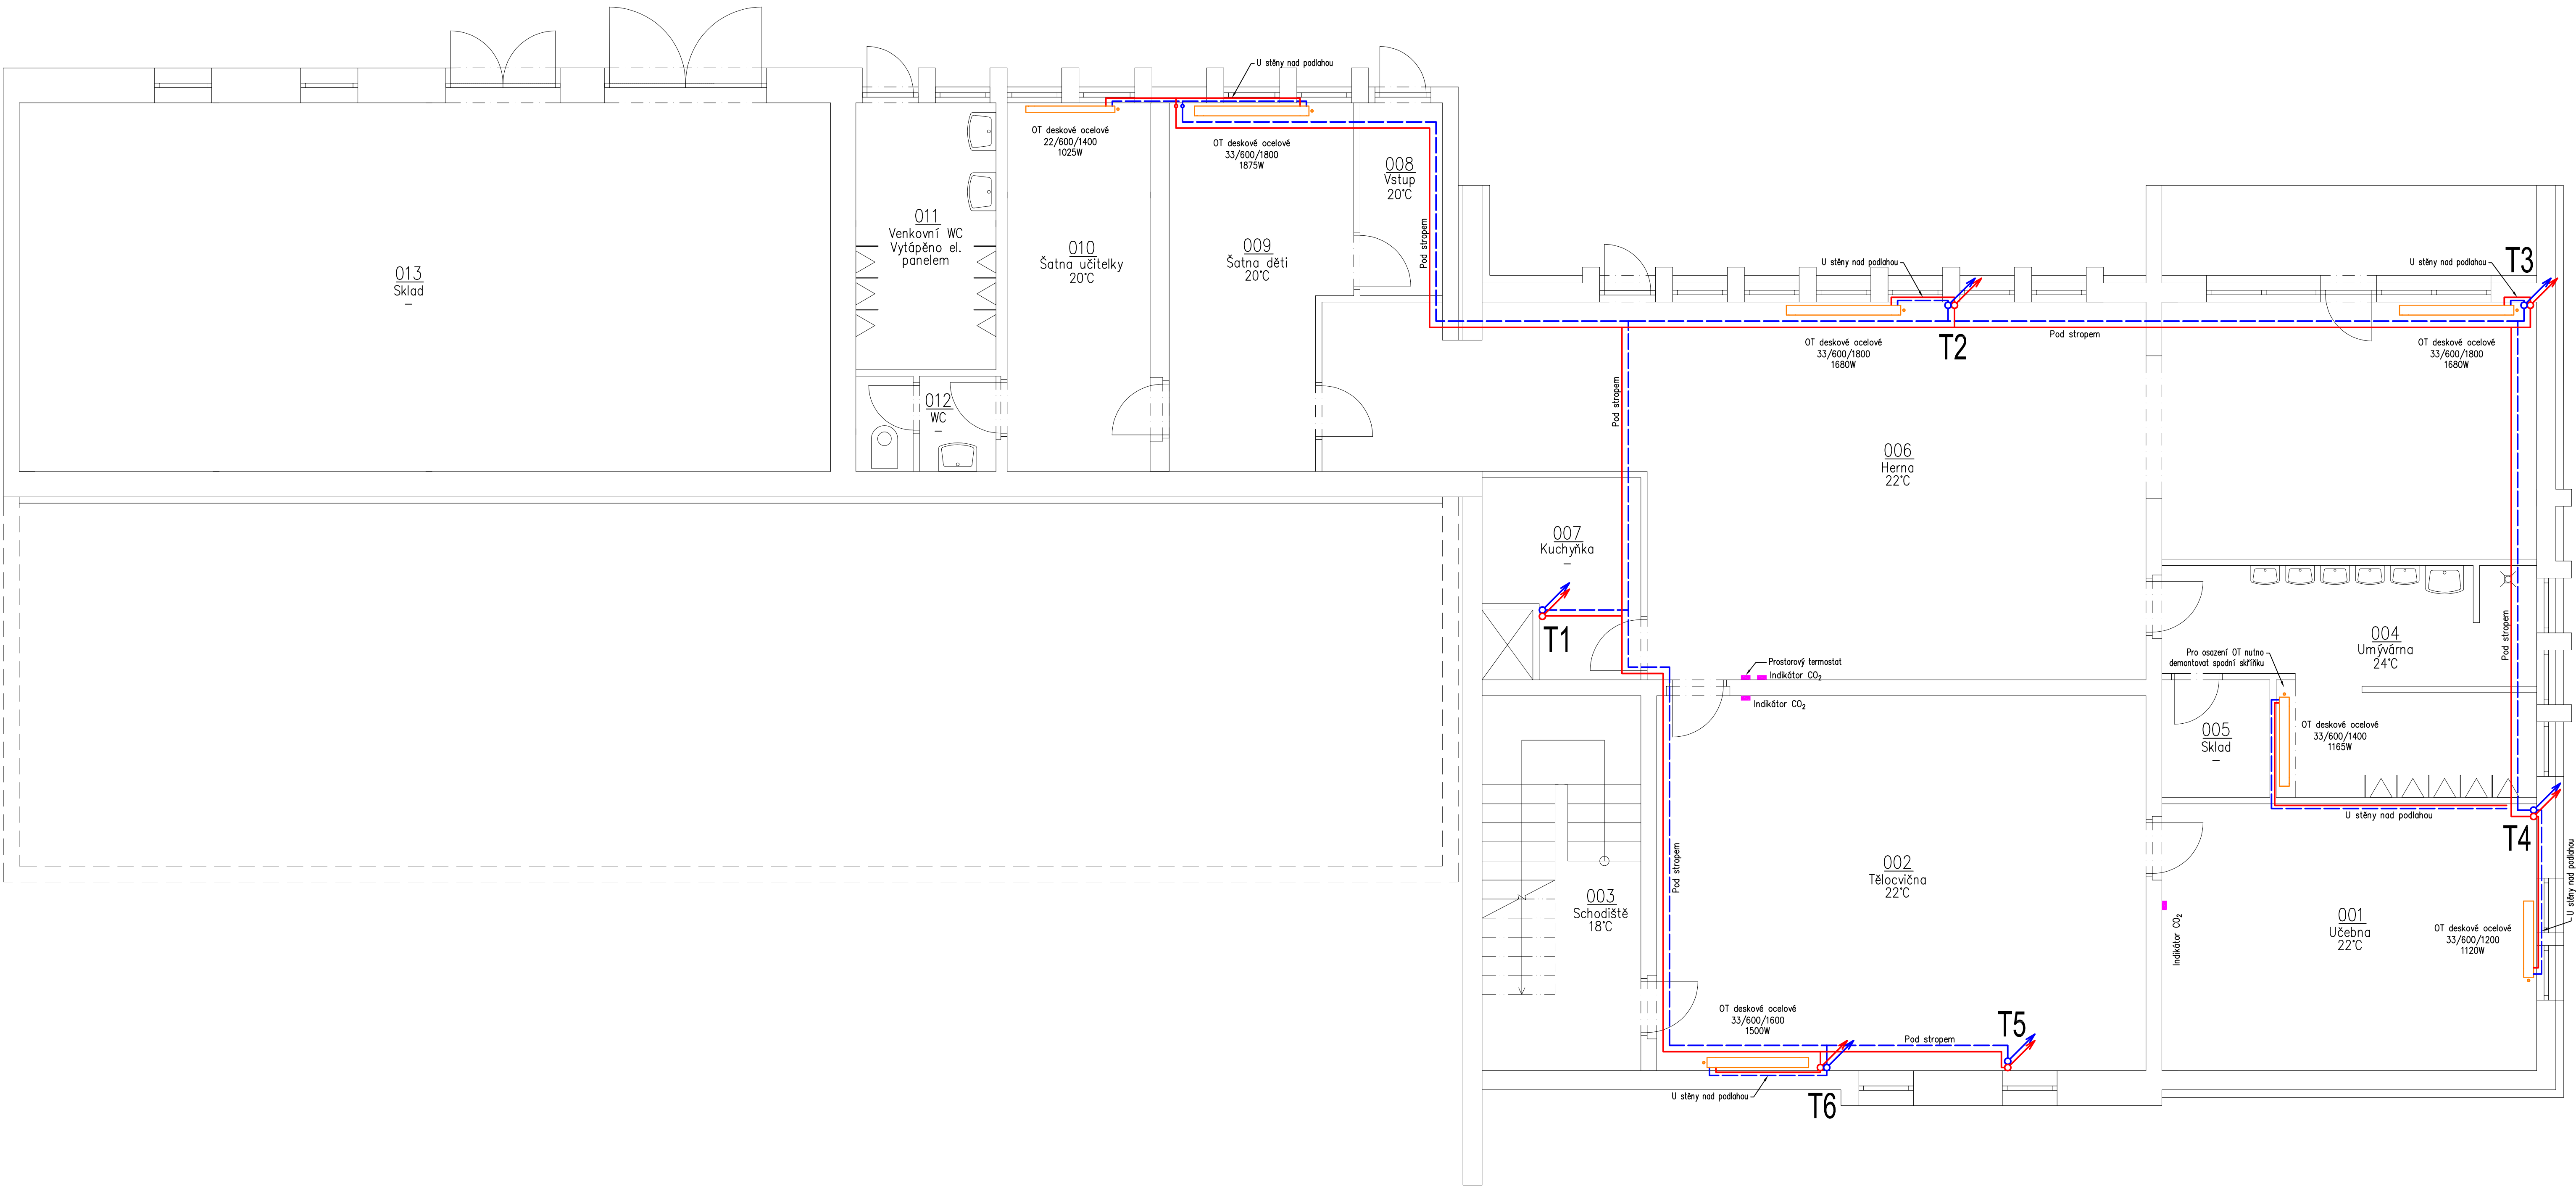 U stěny nad podlahou
OT deskové ocelové
22/600/1400
1025W
OT deskové ocelové
33/600/1800
1875W
008
Vstup
20°C
011
Venkovní WC
Vytápěno el.
panelem
010
Šatna učitelky
20°C
009
Šatna děti
20°C
Pod stropem
013
Sklad
–
012
WC
–
U stěny nad podlahou
T2
Pod stropem
OT deskové ocelové
33/600/1800
1680W
U stěny nad podlahou
T3
OT deskové ocelové
33/600/1800
1680W
Pod stropem
006
Herna
22°C
007
Kuchyňka
–
T1
Prostorový termostat
Indikátor CO₂
Indikátor CO₂
004
Umývárna
24°C
Pod stropem
Pro osazení OT nutno
demontovat spodní skříňku
005
Sklad
–
OT deskové ocelové
33/600/1400
1165W
U stěny nad podlahou
T4
U stěny nad podlahou
Pod stropem
003
Schodiště
18°C
002
Tělocvična
22°C
Indikátor CO₂
001
Učebna
22°C
OT deskové ocelové
33/600/1200
1120W
OT deskové ocelové
33/600/1600
1500W
Pod stropem
T5
U stěny nad podlahou
T6